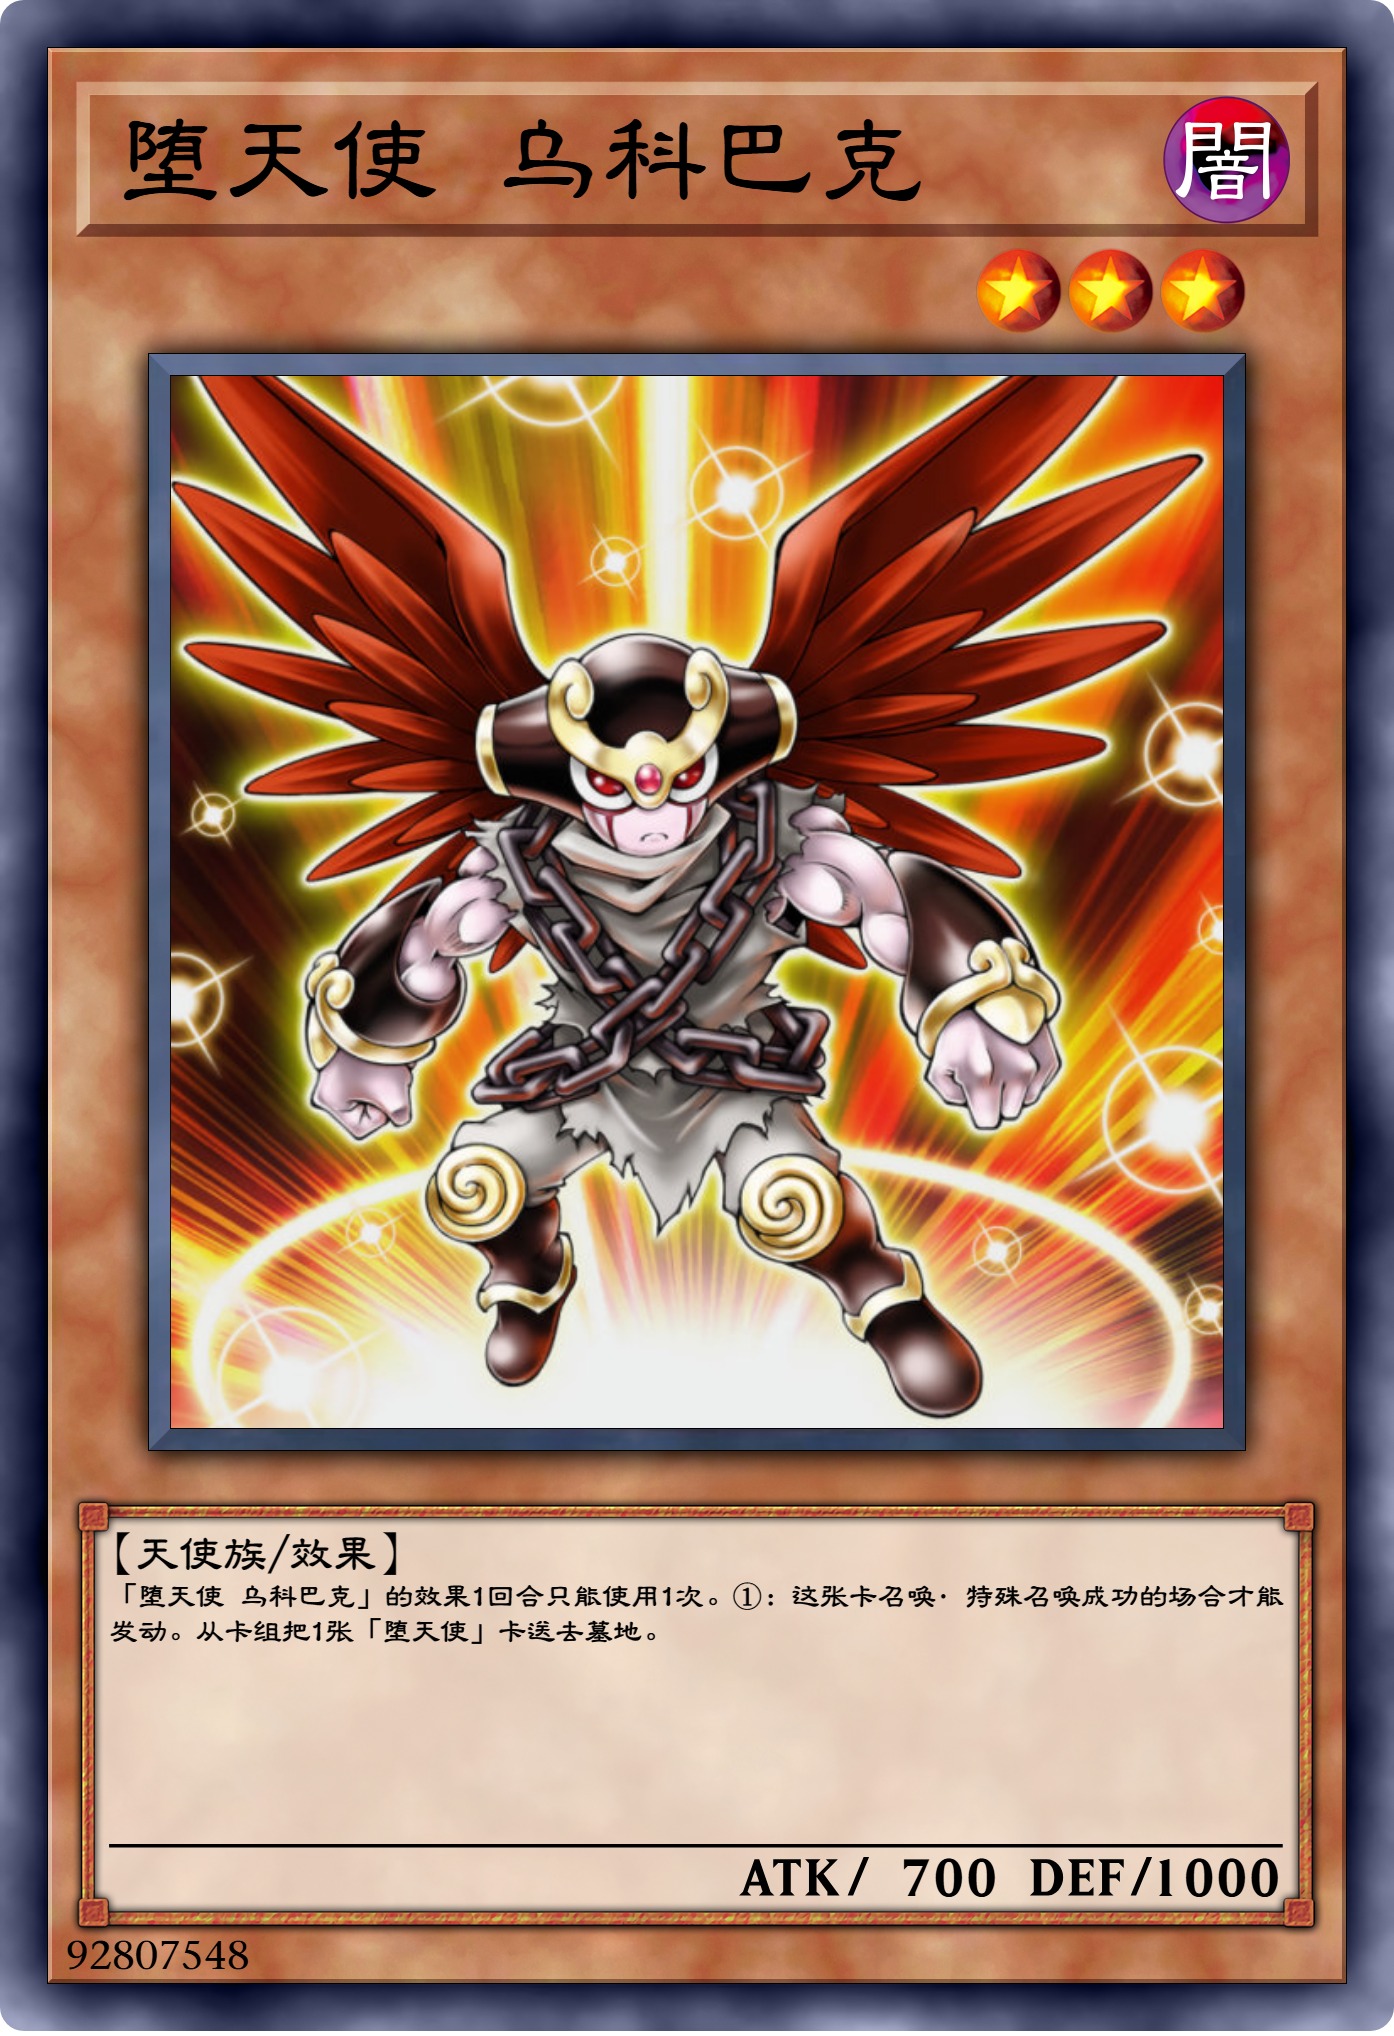 堕天使 乌科巴克
闇
【天使族/效果】
「堕天使 乌科巴克」的效果1回合只能使用1次。①：这张卡召唤·特殊召唤成功的场合才能
发动。从卡组把1张「堕天使」卡送去墓地。
ATK/ 700 DEF/1000
92807548